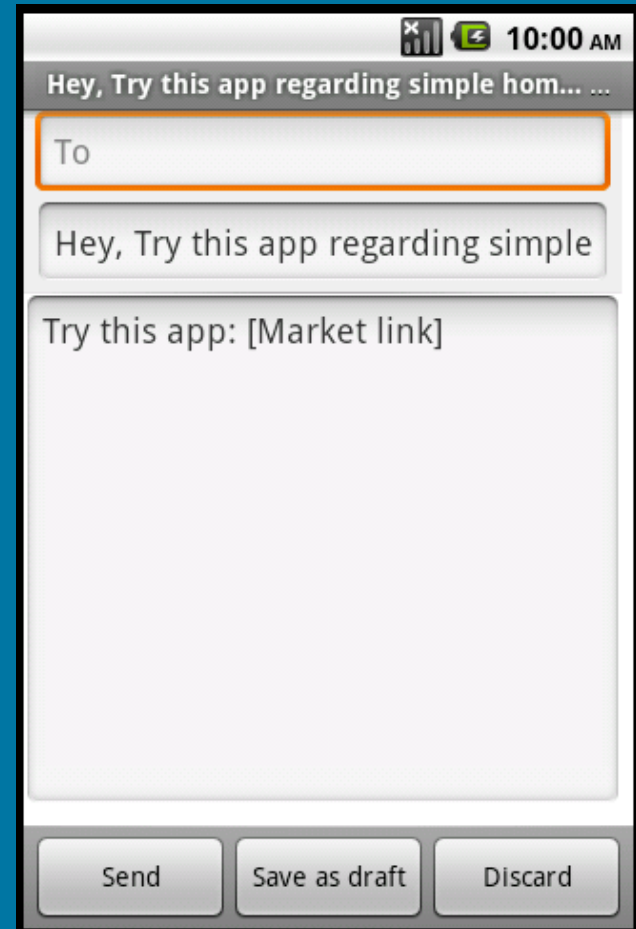 10:00 AM
Hey, Try this app regarding simple hom... ...
To
Hey, Try this app regarding simple
Try this app: [Market link]
Send Save as draft Discard